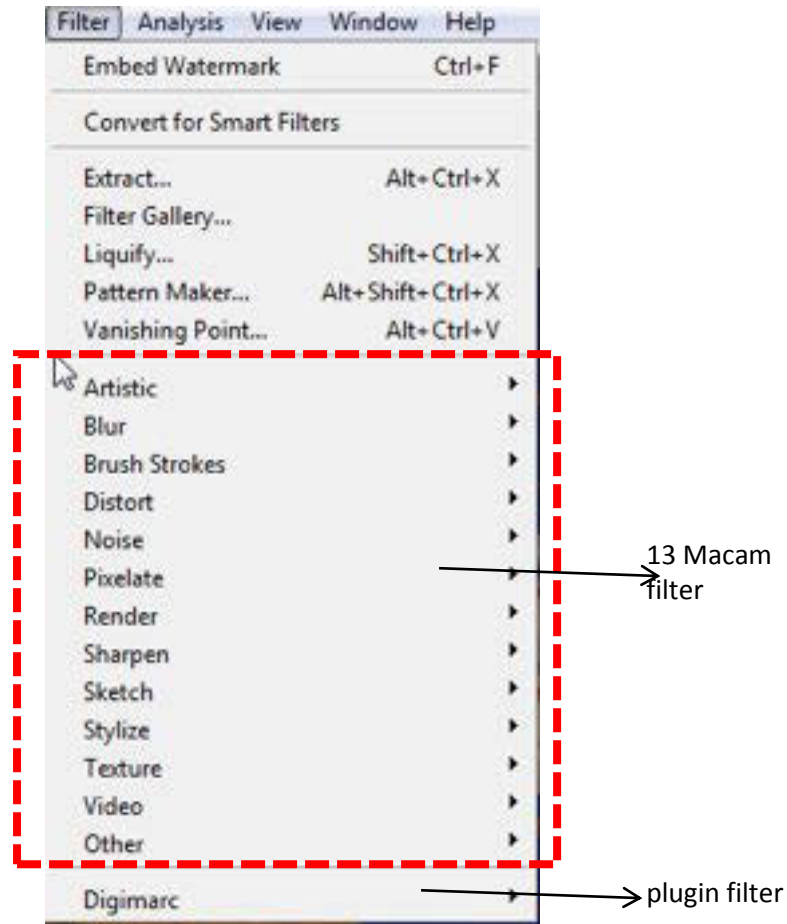 Filter Analysis View Window Help
Embed Watermark Ctrl+F
Convert for Smart Filters
Extract... Alt+Ctrl+X
Filter Gallery...
Liquify... Shift+Ctrl+X
Pattern Maker... Alt+Shift+Ctrl+X
Vanishing Point... Alt+Ctrl+V
Artistic
Blur
Brush Strokes
Distort
Noise
Pixelate
Render
Sharpen
Sketch
Stylize
Texture
Video
Other
Digimarc
13 Macam
filter
plugin filter